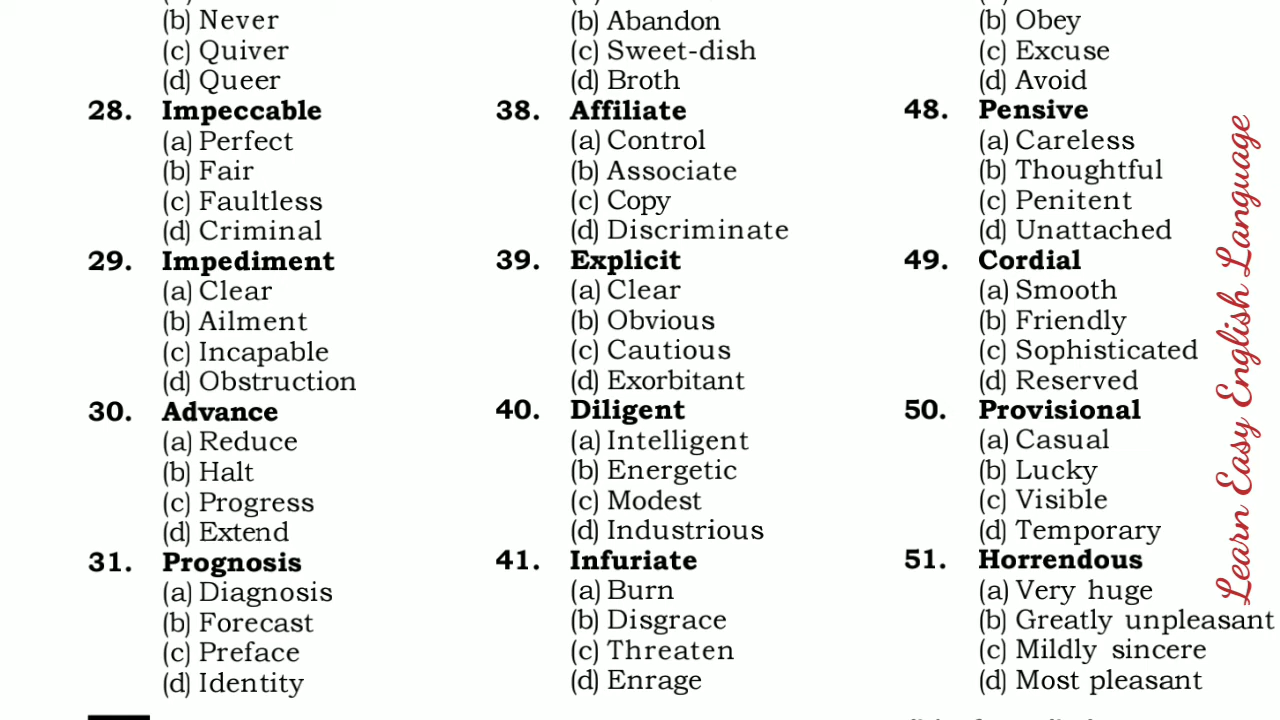 (b) Never
(c) Quiver
(d) Queer
28. Impeccable
(a) Perfect
(b) Fair
(c) Faultless
(d) Criminal
29. Impediment
(a) Clear
(b) Ailment
(c) Incapable
(d) Obstruction
30. Advance
(a) Reduce
(b) Halt
(c) Progress
(d) Extend
31. Prognosis
(a) Diagnosis
(b) Forecast
(c) Preface
(d) Identity
(b) Abandon
(c) Sweet-dish
(d) Broth
38. Affiliate
(a) Control
(b) Associate
(c) Copy
(d) Discriminate
39. Explicit
(a) Clear
(b) Obvious
(c) Cautious
(d) Exorbitant
40. Diligent
(a) Intelligent
(b) Energetic
(c) Modest
(d) Industrious
41. Infuriate
(a) Burn
(b) Disgrace
(c) Threaten
(d) Enrage
(b) Obey
(c) Excuse
(d) Avoid
48. Pensive
(a) Careless
(b) Thoughtful
(c) Penitent
(d) Unattached
49. Cordial
(a) Smooth
(b) Friendly
(c) Sophisticated
(d) Reserved
50. Provisional
(a) Casual
(b) Lucky
(c) Visible
(d) Temporary
51. Horrendous
(a) Very huge
(b) Greatly unpleasant
(c) Mildly sincere
(d) Most pleasant
Learn Easy English Language